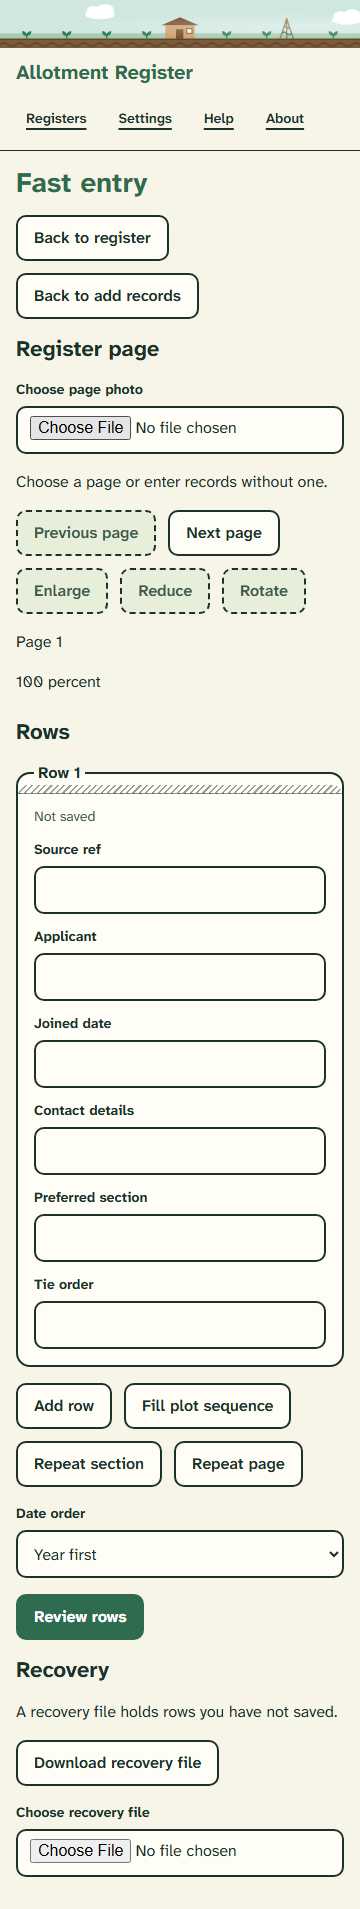 Allotment Register
Registers Settings Help About
Fast entry
Back to register
Back to add records
Register page
Choose page photo
Choose File No file chosen
Choose a page or enter records without one.
Previous page Next page
Enlarge Reduce Rotate
Page 1
100 percent
Rows
Row 1
Not saved
Source ref
Applicant
Joined date
Contact details
Preferred section
Tie order
Add row Fill plot sequence
Repeat section Repeat page
Date order
Year first
Review rows
Recovery
A recovery file holds rows you have not saved.
Download recovery file
Choose recovery file
Choose File No file chosen